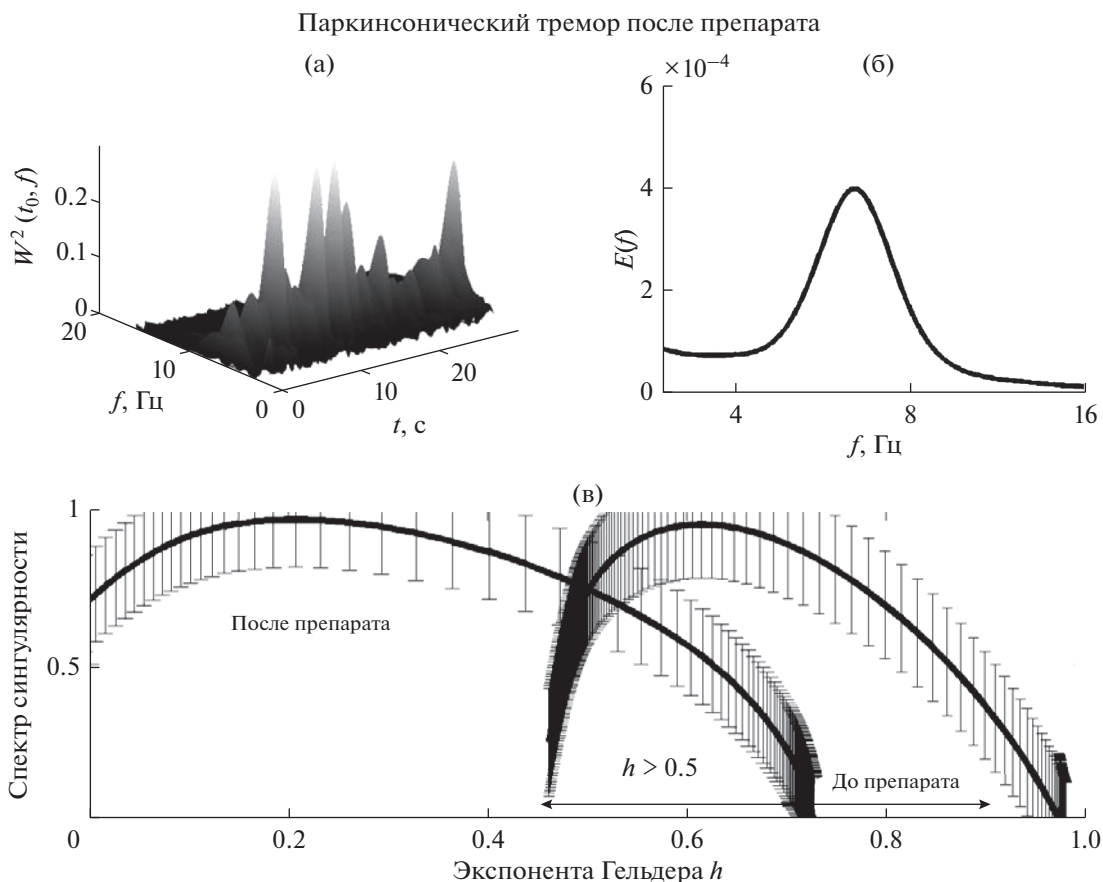 Паркинсонический тремор после препарата
(а)
W² (t₀, f)
0.2
0.1
0
20
10
0
f, Гц
0
10
20
t, с
(б)
×10⁻⁴
6
4
2
0
E(f)
4
8
16
f, Гц
(в)
Спектр сингулярности
1
0.5
После препарата
h > 0.5
До препарата
0
0.2
0.4
0.6
0.8
1.0
Экспонента Гельдера h